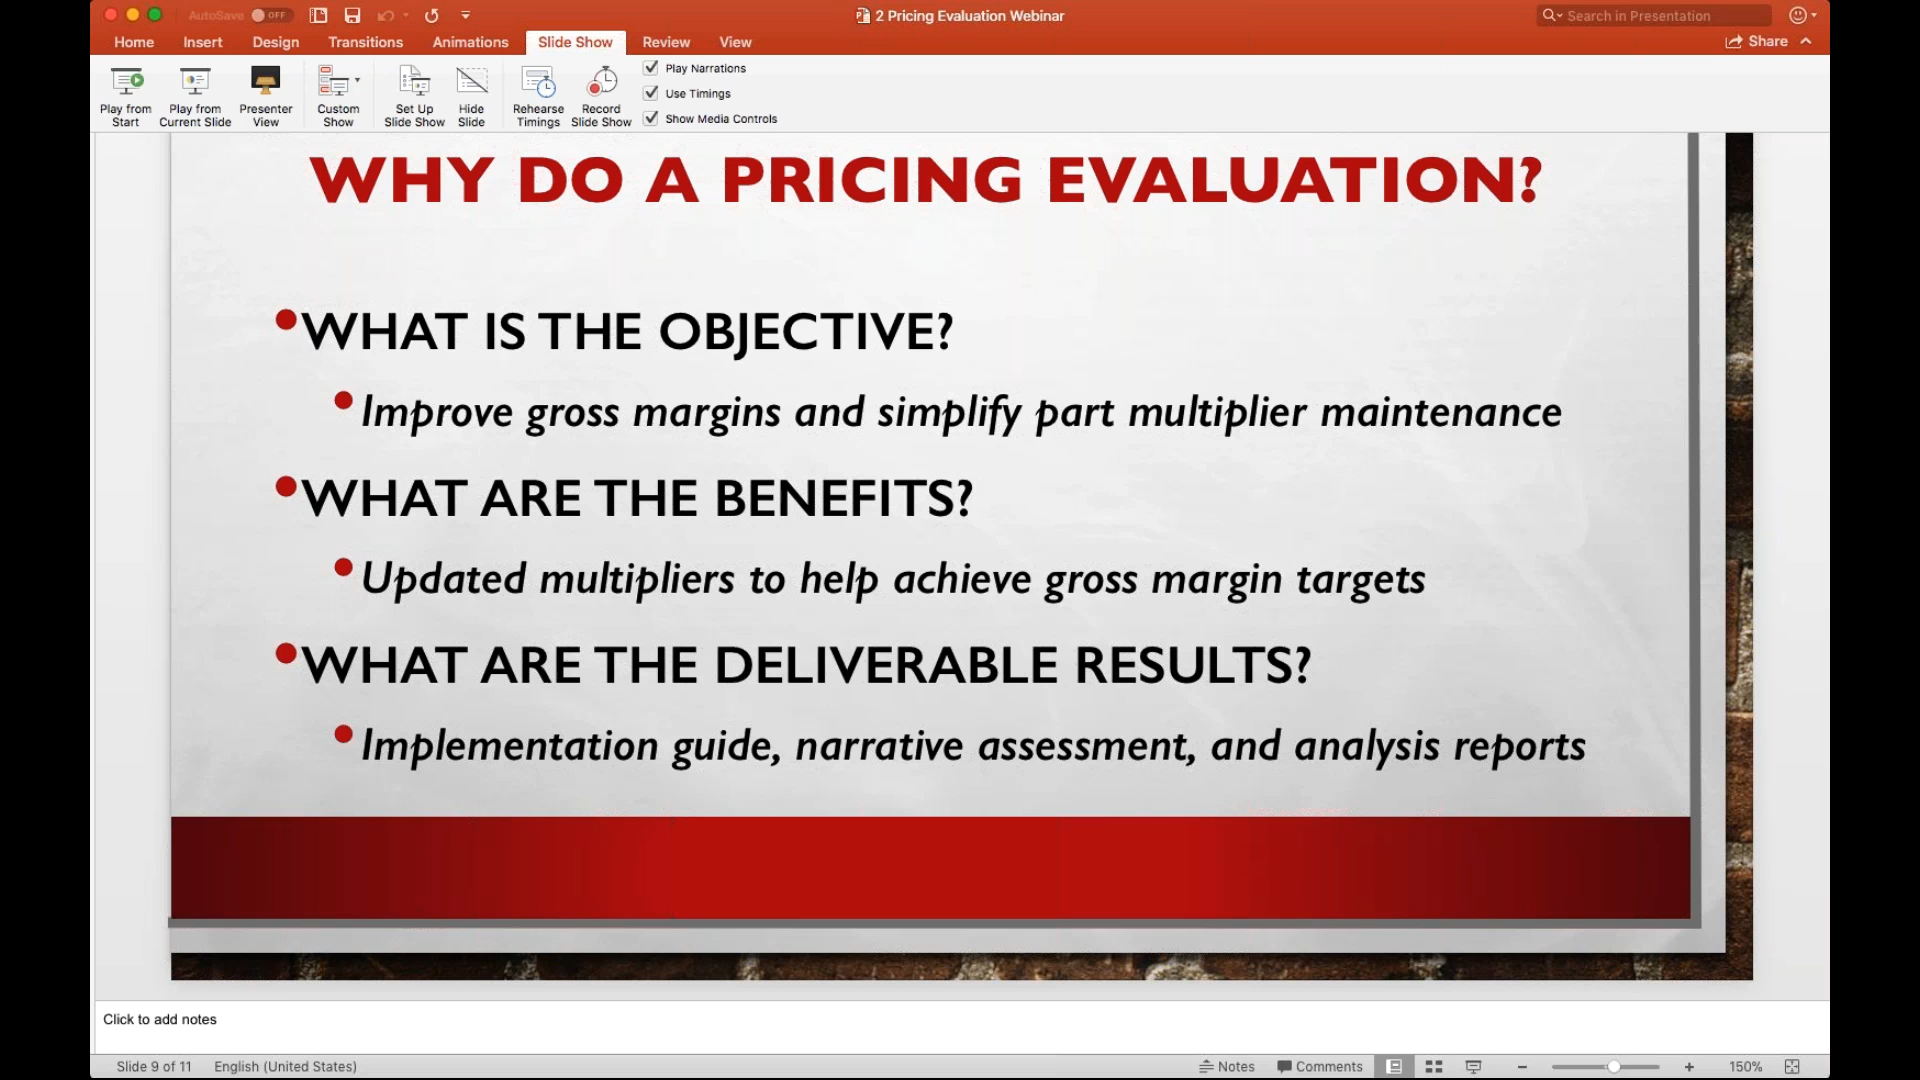 AutoSave OFF
2 Pricing Evaluation Webinar
Search in Presentation
Home Insert Design Transitions Animations Slide Show Review View
Share
Play from Start
Play from Current Slide
Presenter View
Custom Show
Set Up Slide Show
Hide Slide
Rehearse Timings
Record Slide Show
Play Narrations
Use Timings
Show Media Controls
WHY DO A PRICING EVALUATION?
•WHAT IS THE OBJECTIVE?
•Improve gross margins and simplify part multiplier maintenance
•WHAT ARE THE BENEFITS?
•Updated multipliers to help achieve gross margin targets
•WHAT ARE THE DELIVERABLE RESULTS?
•Implementation guide, narrative assessment, and analysis reports
Click to add notes
Slide 9 of 11 English (United States) Notes Comments 150%